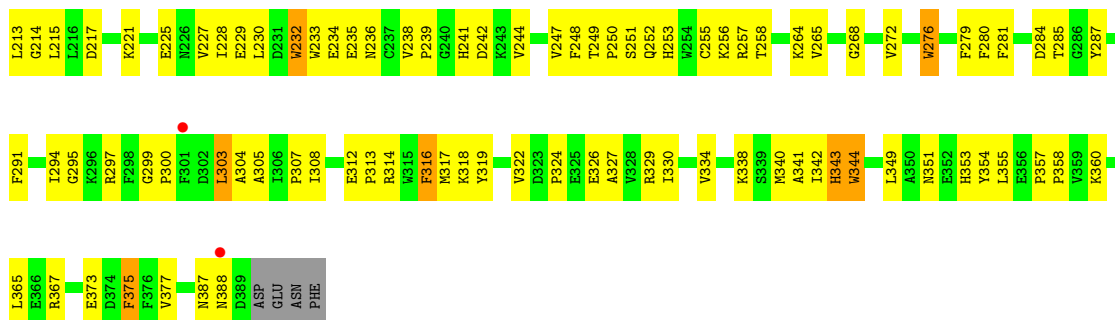 L213 G214 L215 L216 D217 K221 E225 N226 V227 I228 E229 L230 D231 W232 W233 E234 E235 N236 C237 V238 P239 G240 H241 D242 K243 V244 V247 F248 T249 P250 S251 Q252 H253 W254 C255 K256 R257 T258 K264 V265 G268 V272 W276 F279 F280 F281 D284 T285 G286 Y287
F291 I294 G295 K296 R297 F298 G299 P300 F301 D302 L303 A304 A305 I306 P307 I308 E312 P313 R314 W315 F316 M317 K318 Y319 V322 D323 P324 E325 E326 A327 V328 R329 I330 V334 K338 S339 M340 A341 I342 H343 W344 L349 A350 N351 E352 H353 Y354 L355 E356 P357 P358 V359 K360
L365 E366 R367 E373 D374 F375 F376 V377 N387 N388 D389 ASP GLU ASN PHE